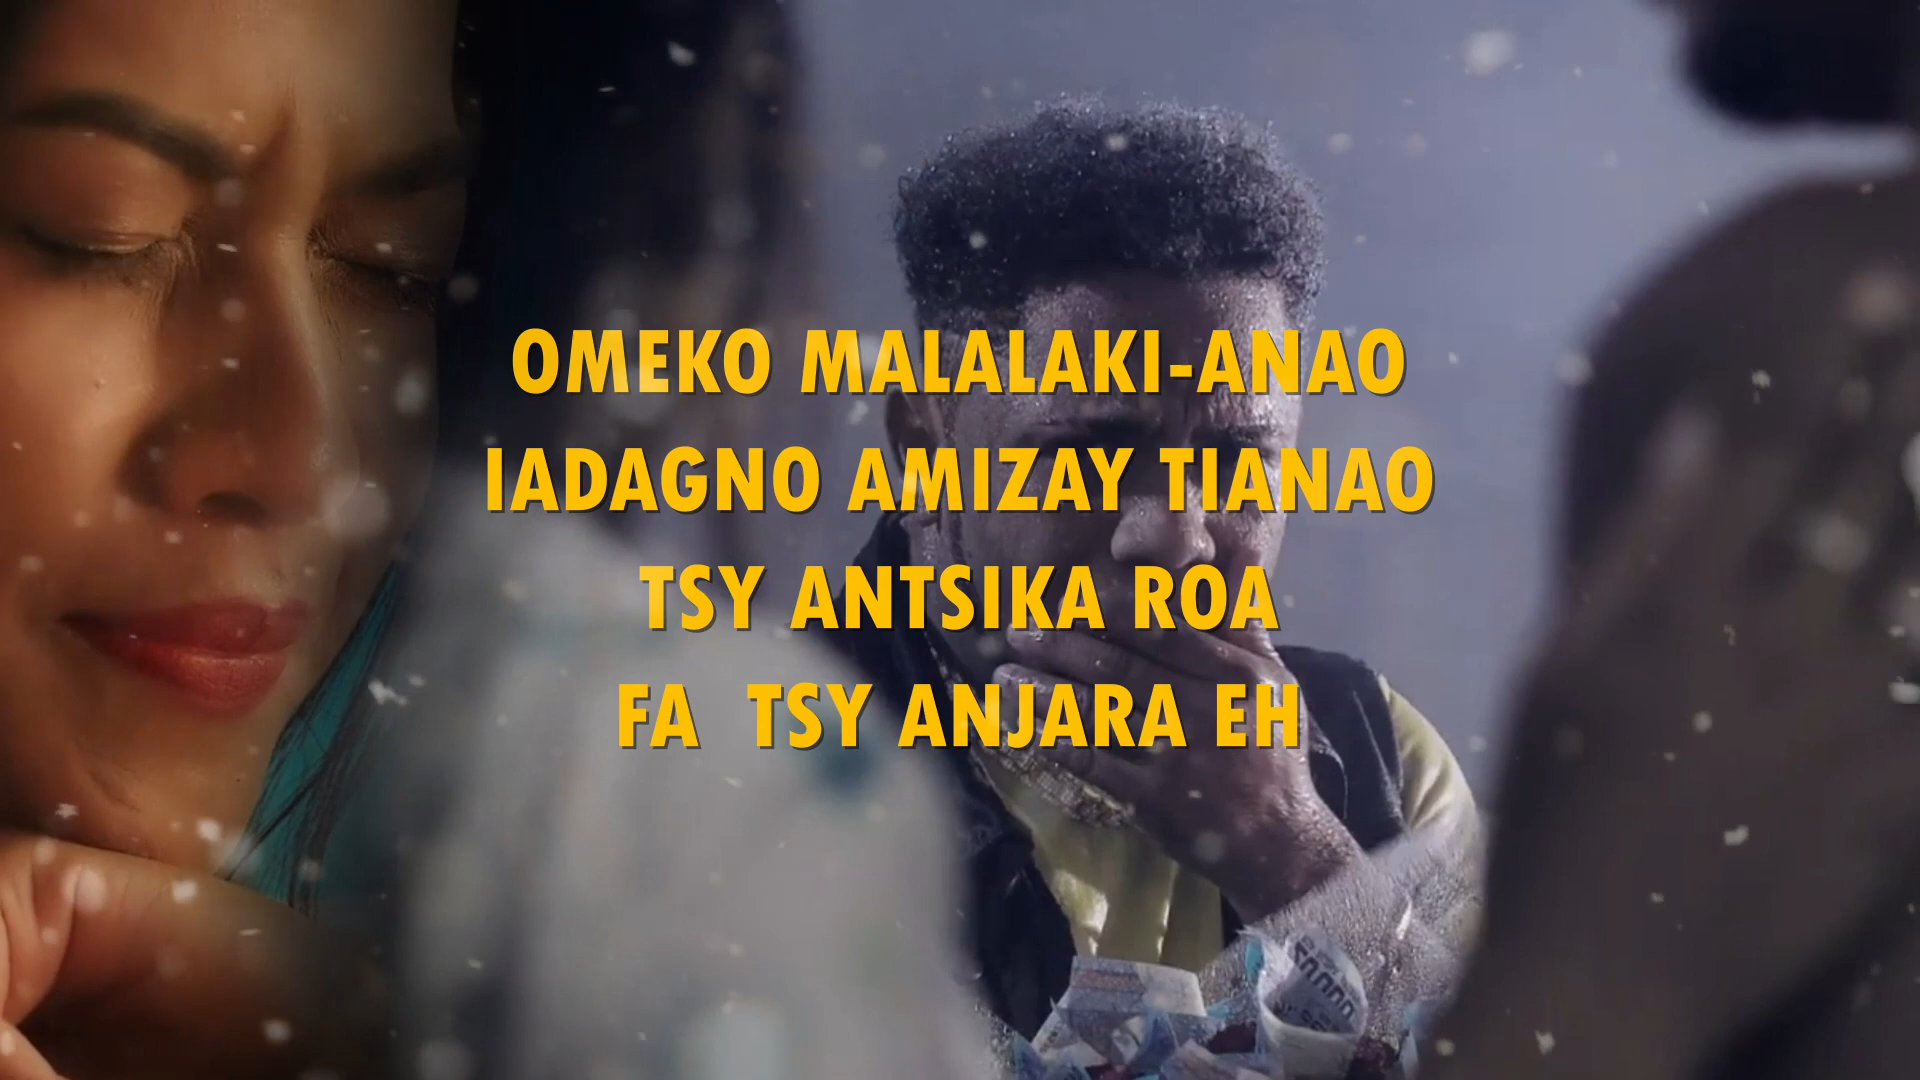 OMEKO MALALAKI-ANAO
IADAGNO AMIZAY TIANAO
TSY ANTSIKA ROA
FA TSY ANJARA EH